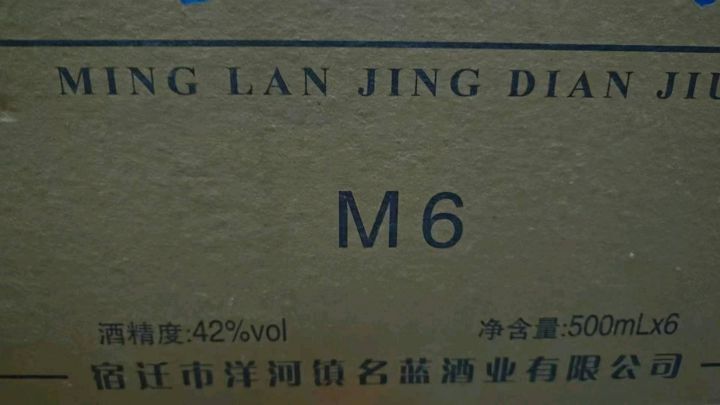 MING LAN JING DIAN JIU
M6
酒精度:42%vol 净含量:500mLx6
宿迁市洋河镇名蓝酒业有限公司